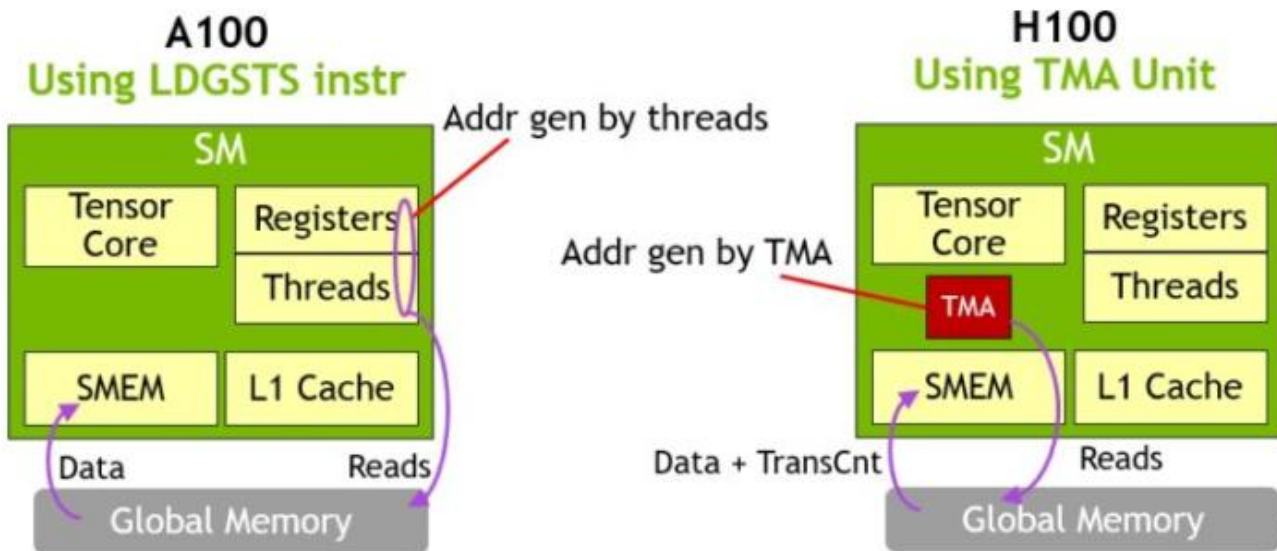 A100
Using LDGSTS instr
Addr gen by threads
SM
Tensor
Core
Registers
Threads
SMEM
L1 Cache
Data
Reads
Global Memory
H100
Using TMA Unit
Addr gen by TMA
SM
Tensor
Core
Registers
Threads
TMA
SMEM
L1 Cache
Data + TransCnt
Reads
Global Memory